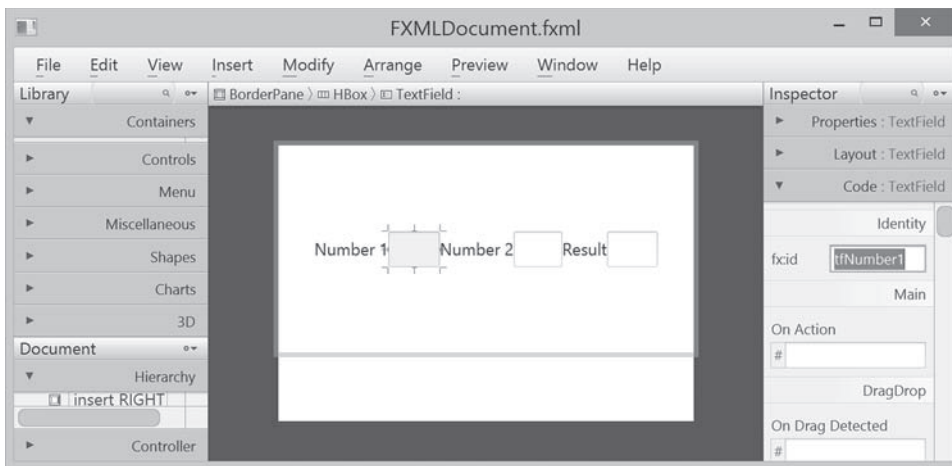 FXMLDocument.fxml
File Edit View Insert Modify Arrange Preview Window Help
Library
BorderPane HBox TextField :
Inspector
Containers
Controls
Menu
Miscellaneous
Shapes
Charts
3D
Document
Hierarchy
insert RIGHT
Controller
Number 1 Number 2 Result
Properties : TextField
Layout : TextField
Code : TextField
Identity
fx:id tfNumber1
Main
On Action
#
DragDrop
On Drag Detected
#